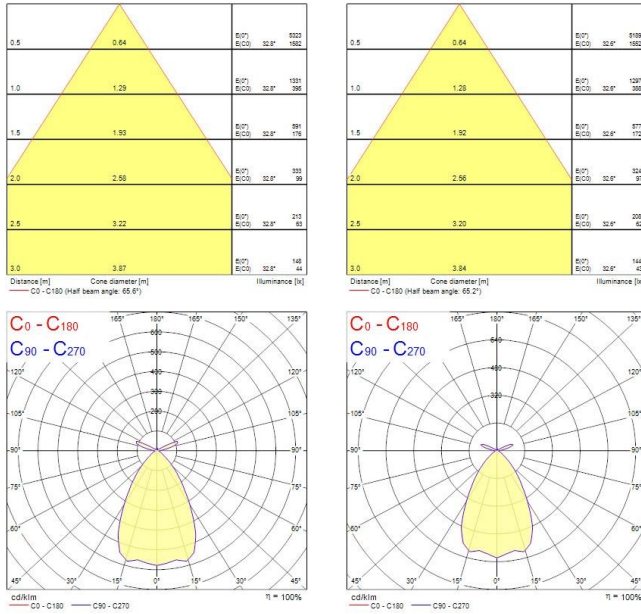 0.5 0.64 E(0°) 5323
E(C0) 32.8° 1582
1.0 1.29 E(0°) 1331
E(C0) 32.8° 395
1.5 1.93 E(0°) 591
E(C0) 32.8° 176
2.0 2.58 E(0°) 333
E(C0) 32.8° 99
2.5 3.22 E(0°) 213
E(C0) 32.8° 63
3.0 3.87 E(0°) 148
E(C0) 32.8° 44
Distance [m] Cone diameter [m] Illuminance [lx]
C0 - C180 (Half beam angle: 65.6°)
0.5 0.64 E(0°) 5189
E(C0) 32.6° 1552
1.0 1.28 E(0°) 1297
E(C0) 32.6° 388
1.5 1.92 E(0°) 577
E(C0) 32.6° 172
2.0 2.56 E(0°) 324
E(C0) 32.6° 97
2.5 3.20 E(0°) 208
E(C0) 32.6° 62
3.0 3.84 E(0°) 144
E(C0) 32.6° 43
Distance [m] Cone diameter [m] Illuminance [lx]
C0 - C180 (Half beam angle: 65.2°)
C0 - C180
C90 - C270
165° 180° 165° 150° 135°
600
500
400
300
200
120° 120°
105° 105°
90° 90°
75° 75°
60° 60°
45° 30° 15° 0° 15° 30° 45°
cd/klm η = 100%
C0 - C180 C90 - C270
C0 - C180
C90 - C270
165° 180° 165° 150° 135°
640
480
320
120° 120°
105° 105°
90° 90°
75° 75°
60° 60°
45° 30° 15° 0° 15° 30° 45°
cd/klm η = 100%
C0 - C180 C90 - C270